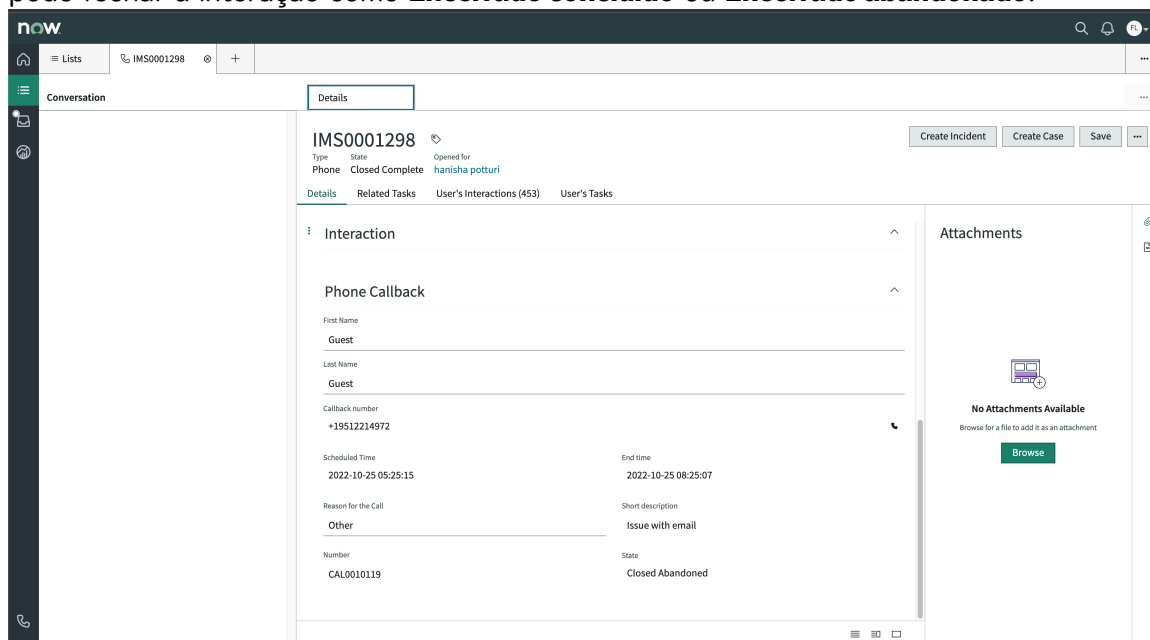 pode fechar a interação como Encerrado concluído ou Encerrado abandonado.
now.
FL
Lists
IMS0001298
Conversation
Details
IMS0001298
Create Incident
Create Case
Save
Type
State
Opened for
Phone
Closed Complete
hanisha potturi
Details
Related Tasks
User's Interactions (453)
User's Tasks
Interaction
Attachments
Phone Callback
First Name
Guest
Last Name
Guest
Callback number
+19512214972
No Attachments Available
Browse for a file to add it as an attachment
Browse
Scheduled Time
End time
2022-10-25 05:25:15
2022-10-25 08:25:07
Reason for the Call
Short description
Other
Issue with email
Number
State
CAL0010119
Closed Abandoned